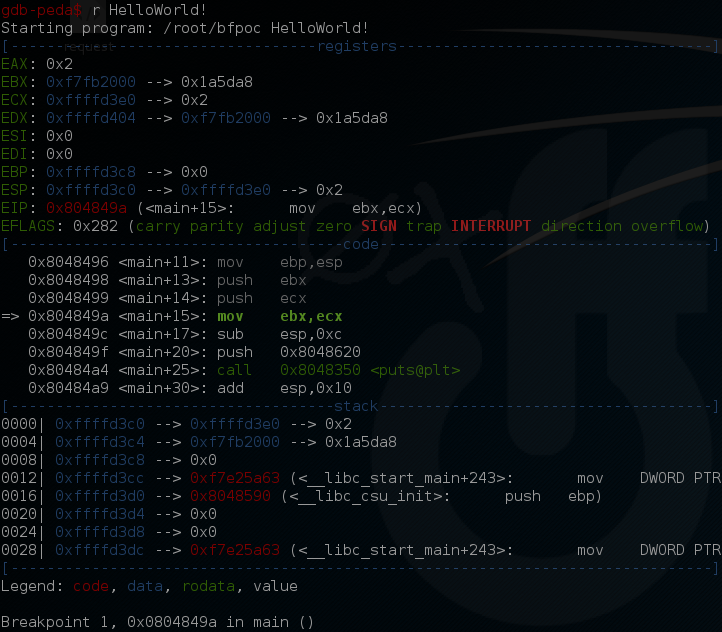 gdb-peda$ r HelloWorld!
Starting program: /root/bfpoc HelloWorld!
[----------------------------------registers-----------------------------------]
EAX: 0x2
EBX: 0xf7fb2000 --> 0x1a5da8
ECX: 0xffffd3e0 --> 0x2
EDX: 0xffffd404 --> 0xf7fb2000 --> 0x1a5da8
ESI: 0x0
EDI: 0x0
EBP: 0xffffd3c8 --> 0x0
ESP: 0xffffd3c0 --> 0xffffd3e0 --> 0x2
EIP: 0x804849a (<main+15>:      mov    ebx,ecx)
EFLAGS: 0x282 (carry parity adjust zero SIGN trap INTERRUPT direction overflow)
[-------------------------------------code-------------------------------------]
   0x8048496 <main+11>: mov    ebp,esp
   0x8048498 <main+13>: push   ebx
   0x8048499 <main+14>: push   ecx
=> 0x804849a <main+15>: mov    ebx,ecx
   0x804849c <main+17>: sub    esp,0xc
   0x804849f <main+20>: push   0x8048620
   0x80484a4 <main+25>: call   0x8048350 <puts@plt>
   0x80484a9 <main+30>: add    esp,0x10
[------------------------------------stack-------------------------------------]
0000| 0xffffd3c0 --> 0xffffd3e0 --> 0x2
0004| 0xffffd3c4 --> 0xf7fb2000 --> 0x1a5da8
0008| 0xffffd3c8 --> 0x0
0012| 0xffffd3cc --> 0xf7e25a63 (<__libc_start_main+243>:       mov    DWORD PTR
0016| 0xffffd3d0 --> 0x8048590 (<__libc_csu_init>:      push   ebp)
0020| 0xffffd3d4 --> 0x0
0024| 0xffffd3d8 --> 0x0
0028| 0xffffd3dc --> 0xf7e25a63 (<__libc_start_main+243>:       mov    DWORD PTR
[------------------------------------------------------------------------------]
Legend: code, data, rodata, value

Breakpoint 1, 0x0804849a in main ()